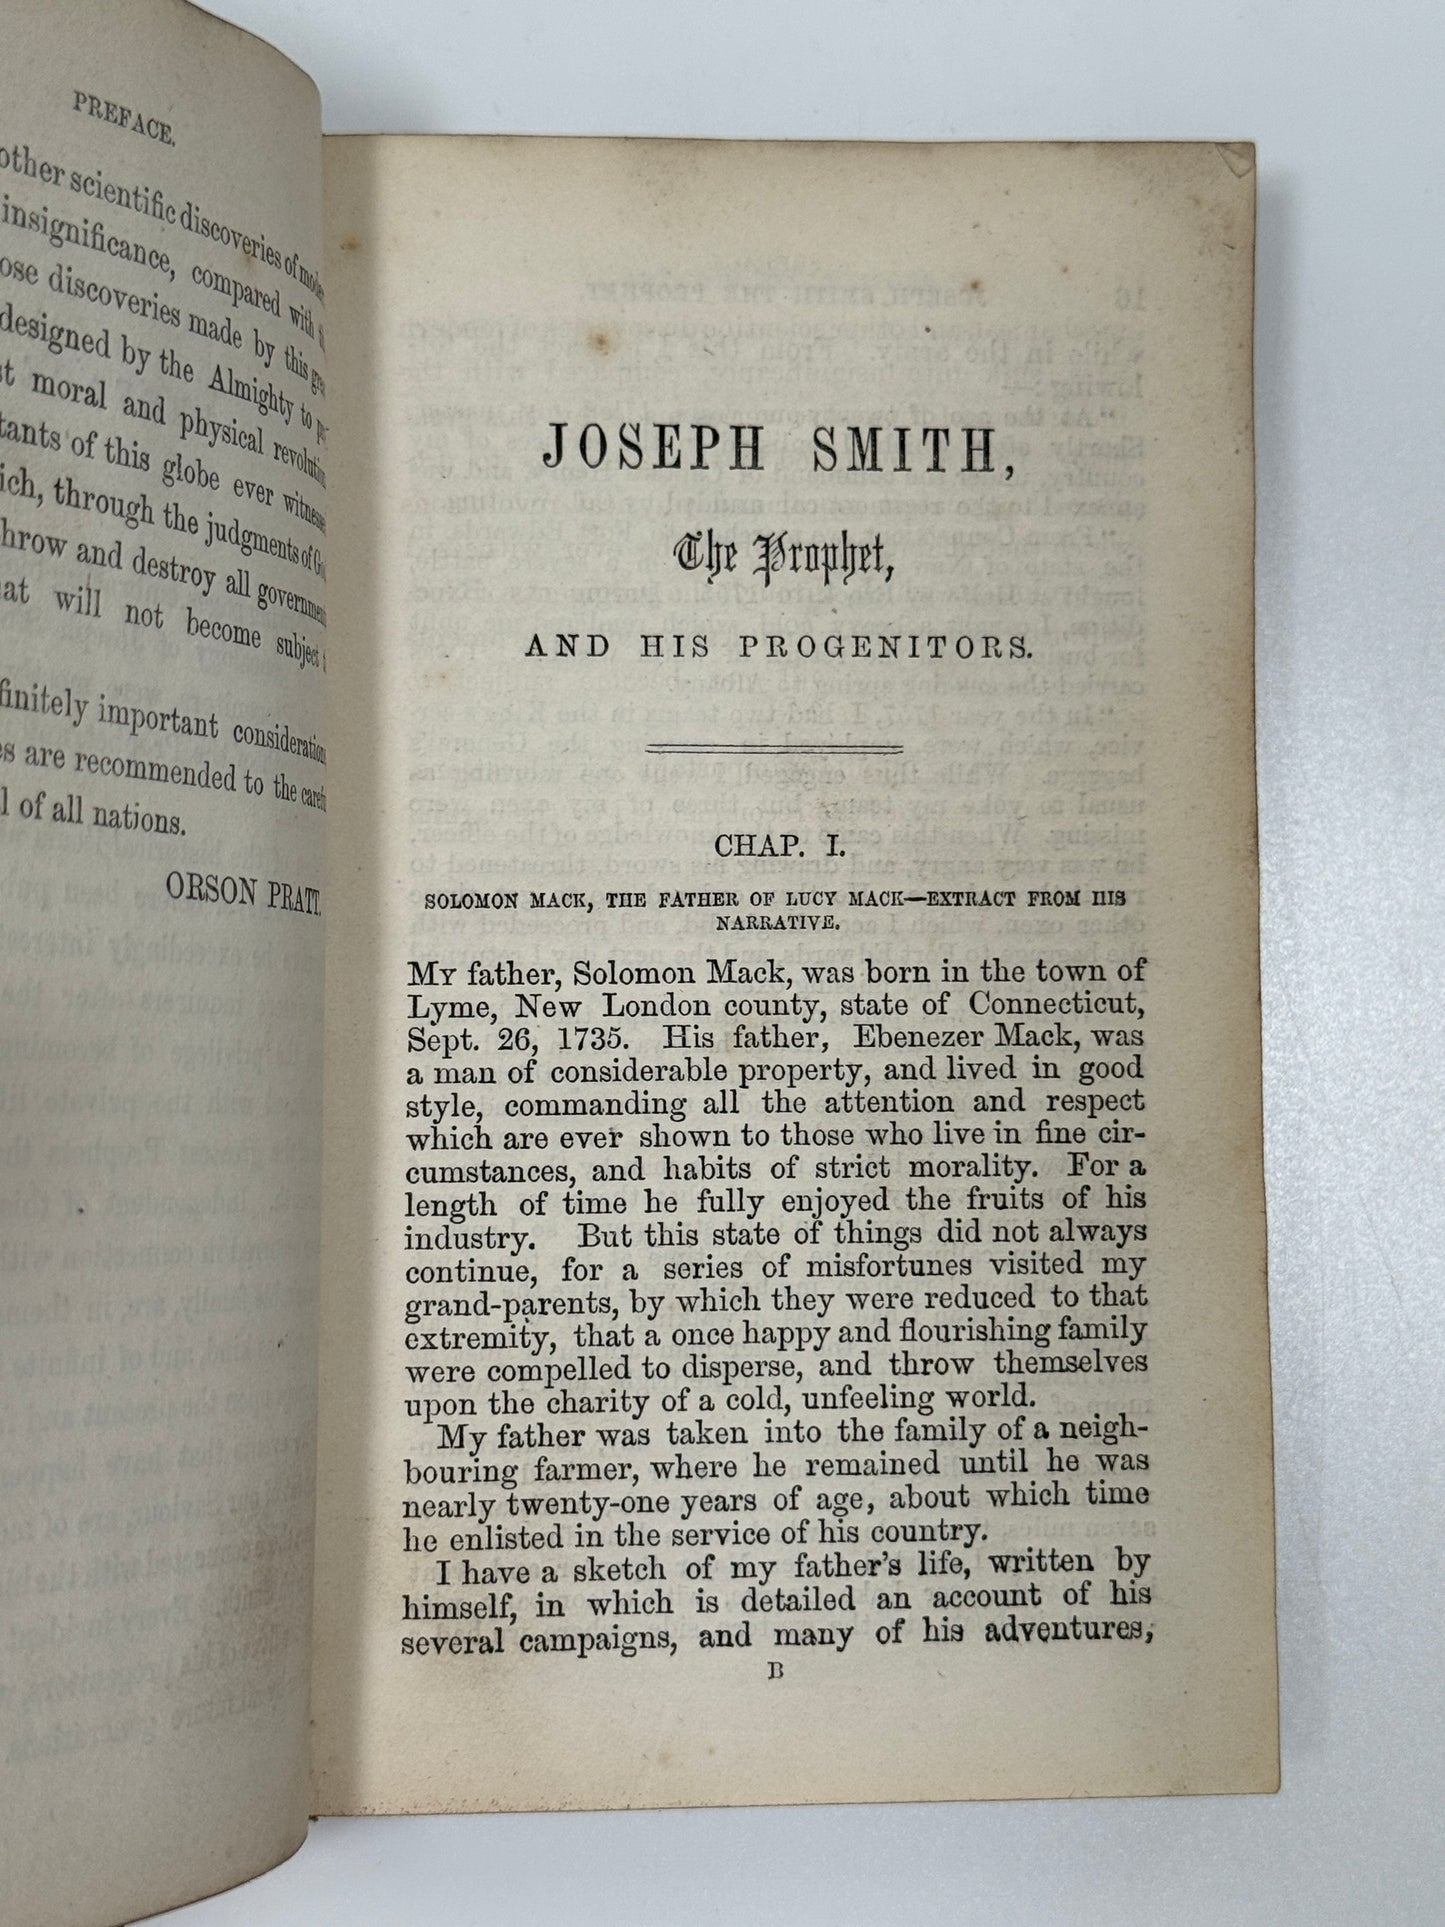 PREFACE.
other scientific discoveries of
insignificance, compared with
discoveries made by this
designed by the Almighty to
moral and physical
of this globe ever
through the judgments of
and destroy all
will not become subject
important
are recommended to the
of all nations.
ORSON PRATT.
JOSEPH SMITH,
The Prophet,
AND HIS PROGENITORS.
CHAP. I.
SOLOMON MACK, THE FATHER OF LUCY MACK—EXTRACT FROM HIS
NARRATIVE.
MY father, Solomon Mack, was born in the town of
Lyme, New London county, state of Connecticut,
Sept. 26, 1735. His father, Ebenezer Mack, was
a man of considerable property, and lived in good
style, commanding all the attention and respect
which are ever shown to those who live in fine cir-
cumstances, and habits of strict morality. For a
length of time he fully enjoyed the fruits of his
industry. But this state of things did not always
continue, for a series of misfortunes visited my
grand-parents, by which they were reduced to that
extremity, that a once happy and flourishing family
were compelled to disperse, and throw themselves
upon the charity of a cold, unfeeling world.
My father was taken into the family of a neigh-
bouring farmer, where he remained until he was
nearly twenty-one years of age, about which time
he enlisted in the service of his country.
I have a sketch of my father's life, written by
himself, in which is detailed an account of his
several campaigns, and many of his adventures,
B